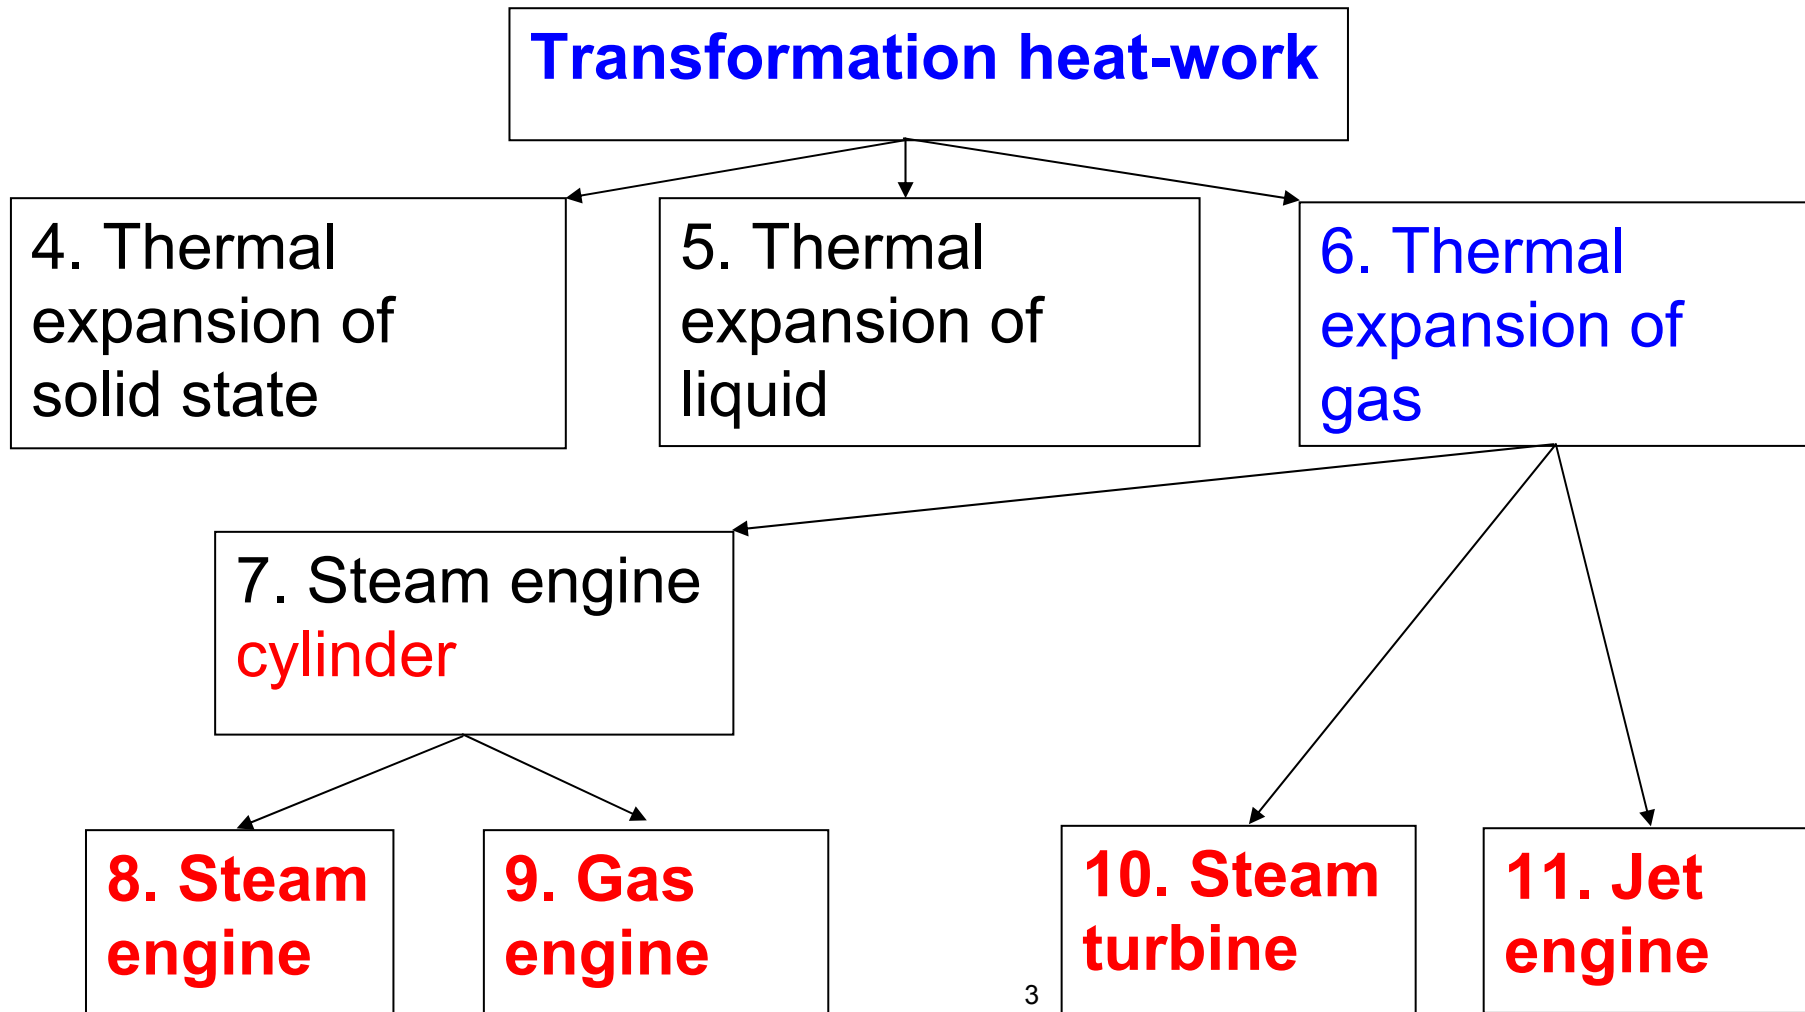 Transformation heat-work
4. Thermal
expansion of
solid state
5. Thermal
expansion of
liquid
6. Thermal
expansion of
gas
7. Steam engine
cylinder
8. Steam
engine
9. Gas
engine
10. Steam
turbine
11. Jet
engine
3